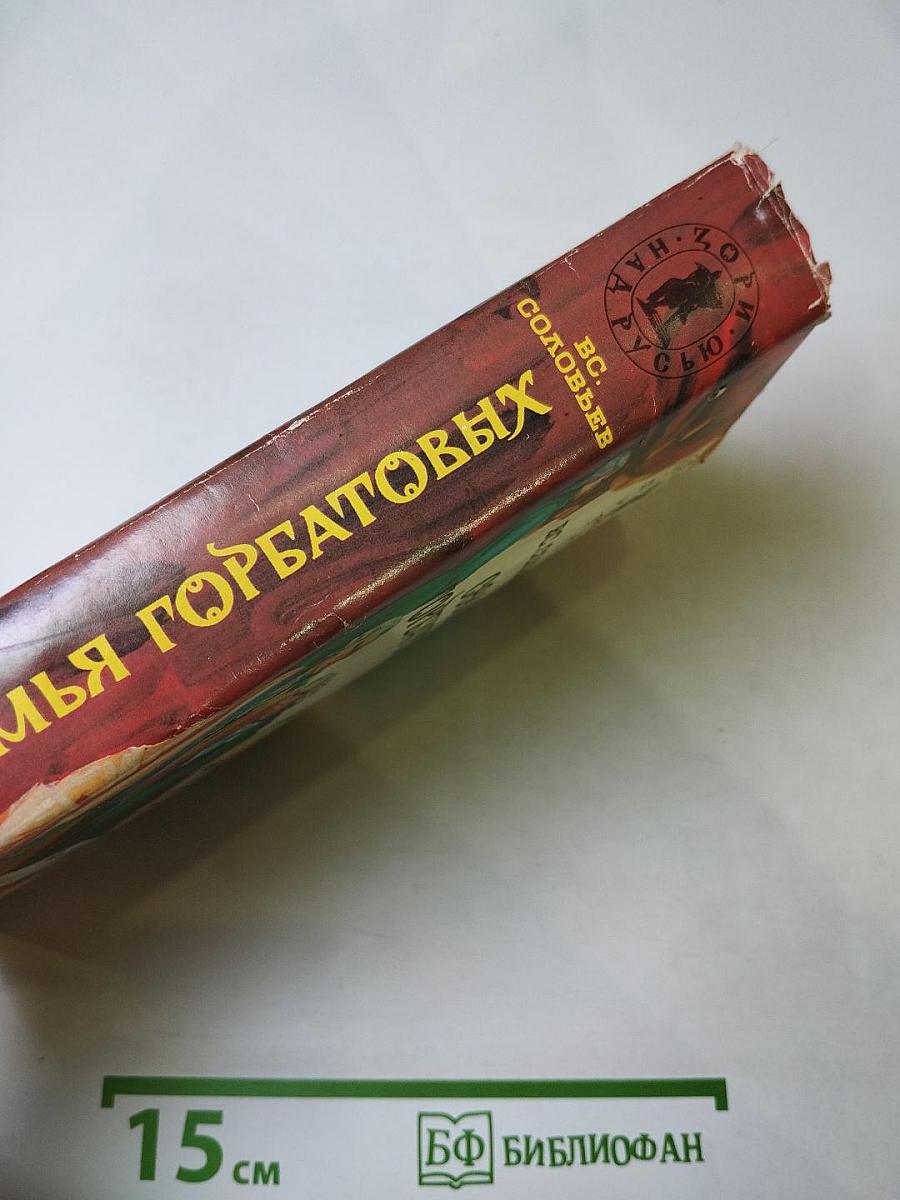 ЗОРИ · НАД · РУСЬЮ ·
ВС.
СОЛОВЬЕВ
МЬЯ ГОРБАТОВЫХ
15 см
БФ БИБЛИОФАН